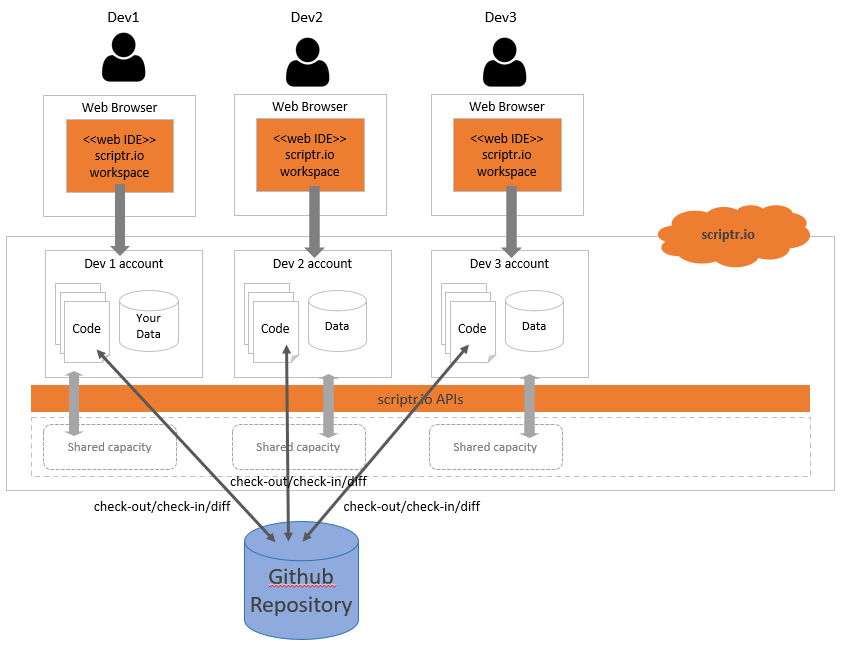 Dev1
Dev2
Dev3
Web Browser
Web Browser
Web Browser
<<web IDE>>
scriptr.io
workspace
<<web IDE>>
scriptr.io
workspace
<<web IDE>>
scriptr.io
workspace
scriptr.io
Dev 1 account
Dev 2 account
Dev 3 account
Code
Your
Data
Code
Data
Code
Data
scriptr.io APIs
Shared capacity
Shared capacity
Shared capacity
check-out/check-in/diff
check-out/check-in/diff
check-out/check-in/diff
Github
Repository